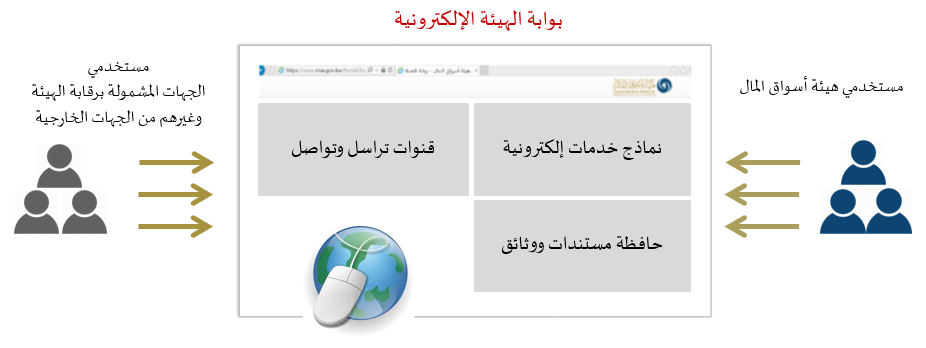 بوابة الهيئة الإلكترونية
مستخدمي هيئة أسواق المال
مستخدمي
الجهات المشمولة برقابة الهيئة
وغيرهم من الجهات الخارجية
نماذج خدمات إلكترونية
قنوات تراسل وتواصل
حافظة مستندات ووثائق